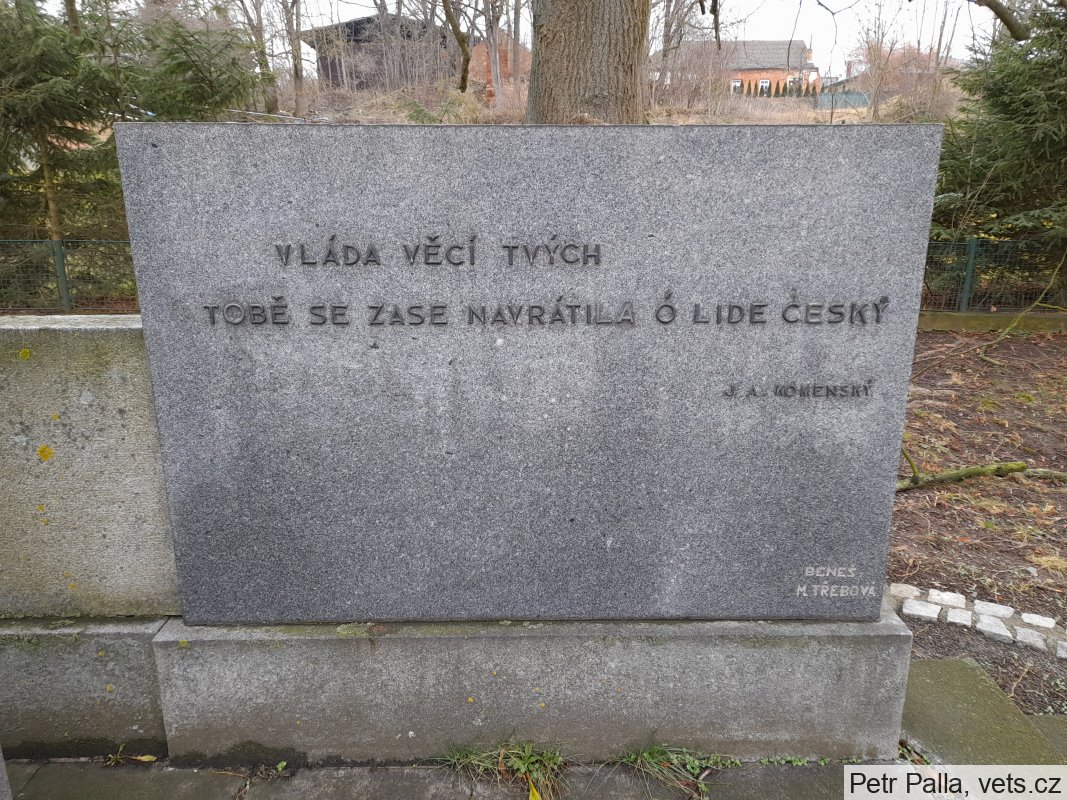 VLÁDA VĚCÍ TVÝCH
TOBĚ SE ZASE NAVRÁTILA Ó LIDE ČESKÝ
J. A. KOMENSKÝ
BENEŠ
M. TŘEBOVÁ
Petr Palla, vets.cz